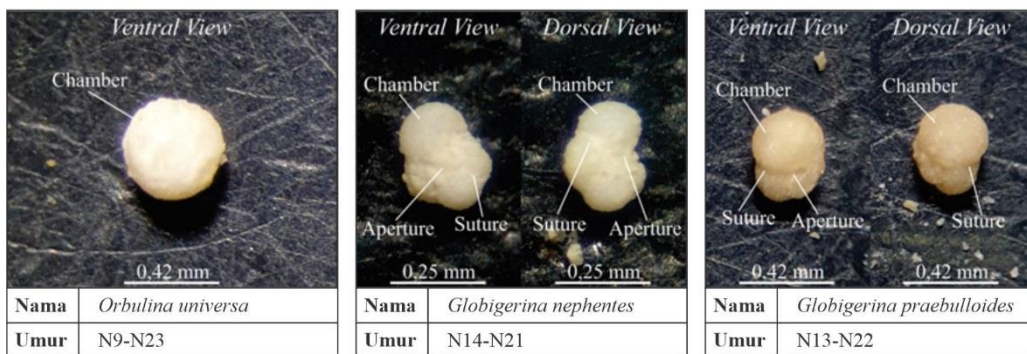 Ventral View
Chamber
0,42 mm
Nama Orbulina universa
Umur N9-N23
Ventral View Dorsal View
Chamber Chamber
Aperture Suture Suture Aperture
0,25 mm 0,25 mm
Nama Globigerina nephentes
Umur N14-N21
Ventral View Dorsal View
Chamber Chamber
Suture Aperture Suture
0,42 mm 0,42 mm
Nama Globigerina praebulloides
Umur N13-N22